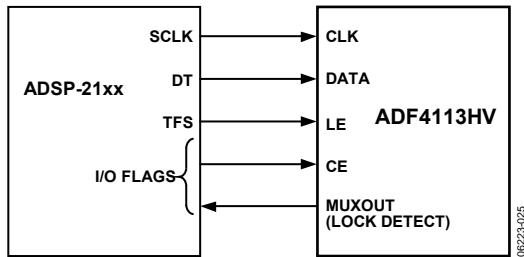 SCLK
DT
TFS
ADSP-21xx
I/O FLAGS
CLK
DATA
LE
CE
MUXOUT
(LOCK DETECT)
ADF4113HV
06223-025